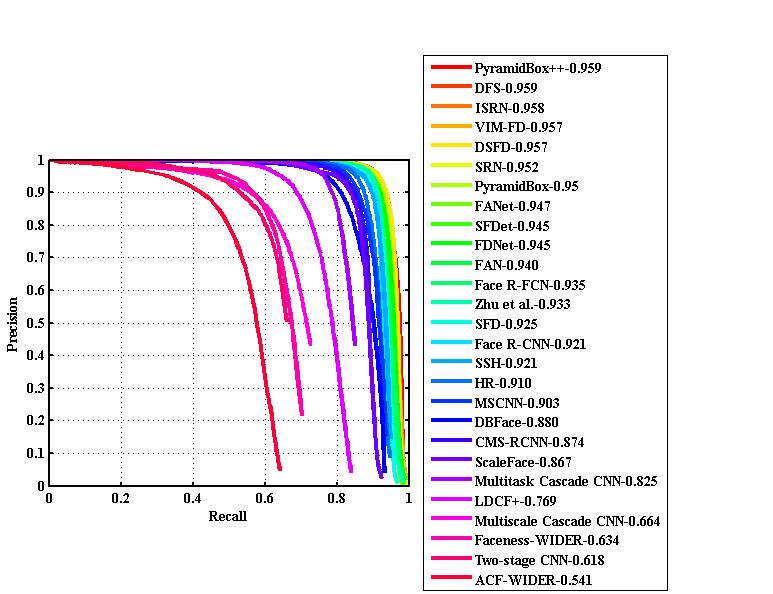 PyramidBox++-0.959
DFS-0.959
ISRN-0.958
VIM-FD-0.957
DSFD-0.957
SRN-0.952
PyramidBox-0.95
FANet-0.947
SFDet-0.945
FDNet-0.945
FAN-0.940
Face R-FCN-0.935
Zhu et al.-0.933
SFD-0.925
Face R-CNN-0.921
SSH-0.921
HR-0.910
MSCNN-0.903
DBFace-0.880
CMS-RCNN-0.874
ScaleFace-0.867
Multitask Cascade CNN-0.825
LDCF+-0.769
Multiscale Cascade CNN-0.664
Faceness-WIDER-0.634
Two-stage CNN-0.618
ACF-WIDER-0.541
1
0.9
0.8
0.7
0.6
0.5
0.4
0.3
0.2
0.1
0
Precision
0 0.2 0.4 0.6 0.8 1
Recall